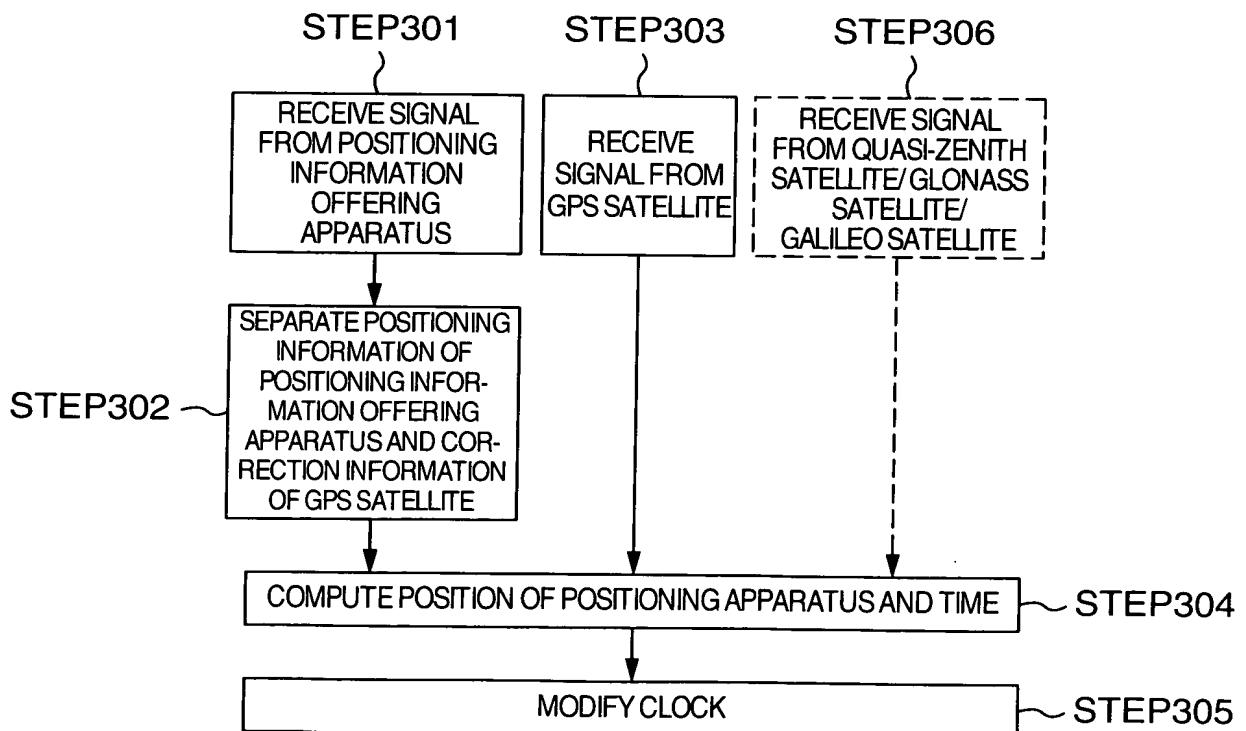 STEP301
STEP303
STEP306
RECEIVE SIGNAL
FROM POSITIONING
INFORMATION
OFFERING
APPARATUS
RECEIVE
SIGNAL FROM
GPS SATELLITE
RECEIVE SIGNAL
FROM QUASI-ZENITH
SATELLITE/ GLONASS
SATELLITE/
GALILEO SATELLITE
STEP302
SEPARATE POSITIONING
INFORMATION OF
POSITIONING INFOR-
MATION OFFERING
APPARATUS AND COR-
RECTION INFORMATION
OF GPS SATELLITE
COMPUTE POSITION OF POSITIONING APPARATUS AND TIME
STEP304
MODIFY CLOCK
STEP305